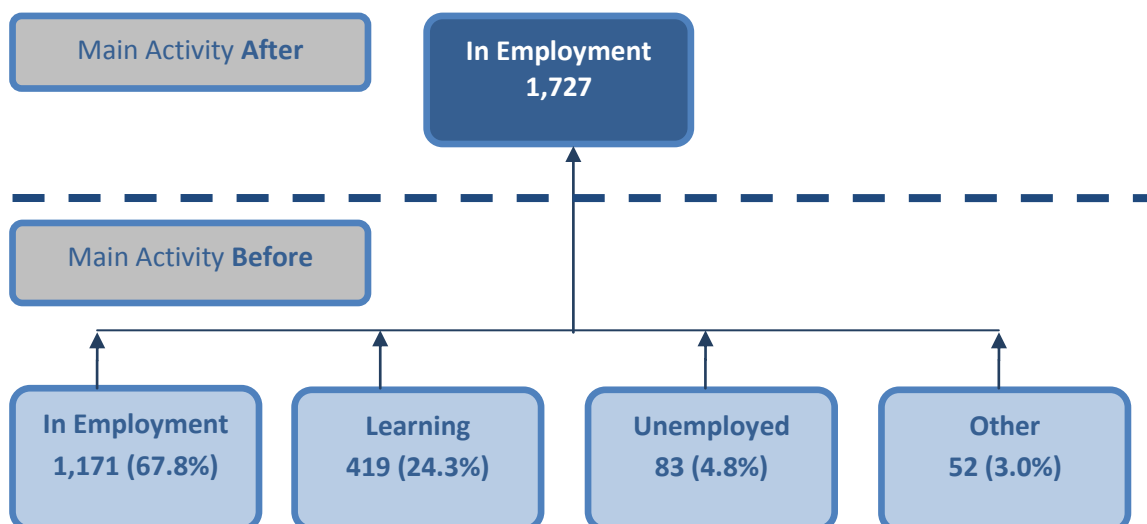 Main Activity After
In Employment
1,727
Main Activity Before
In Employment
1,171 (67.8%)
Learning
419 (24.3%)
Unemployed
83 (4.8%)
Other
52 (3.0%)